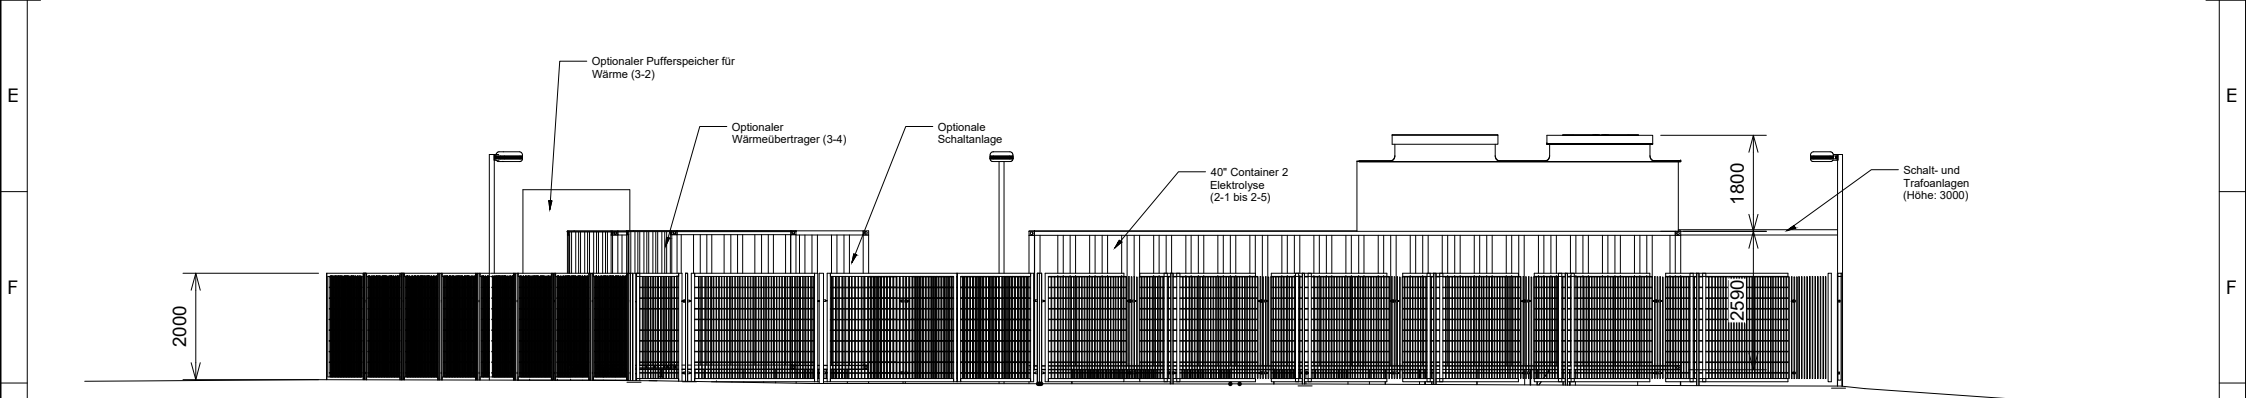 Optionaler Pufferspeicher für
Wärme (3-2)
E
E
Optionaler
Wärmeübertrager (3-4)
Optionale
Schaltanlage
40" Container 2
Elektrolyse
(2-1 bis 2-5)
1800
Schalt- und
Trafoanlagen
(Höhe: 3000)
F
2000
2590
F